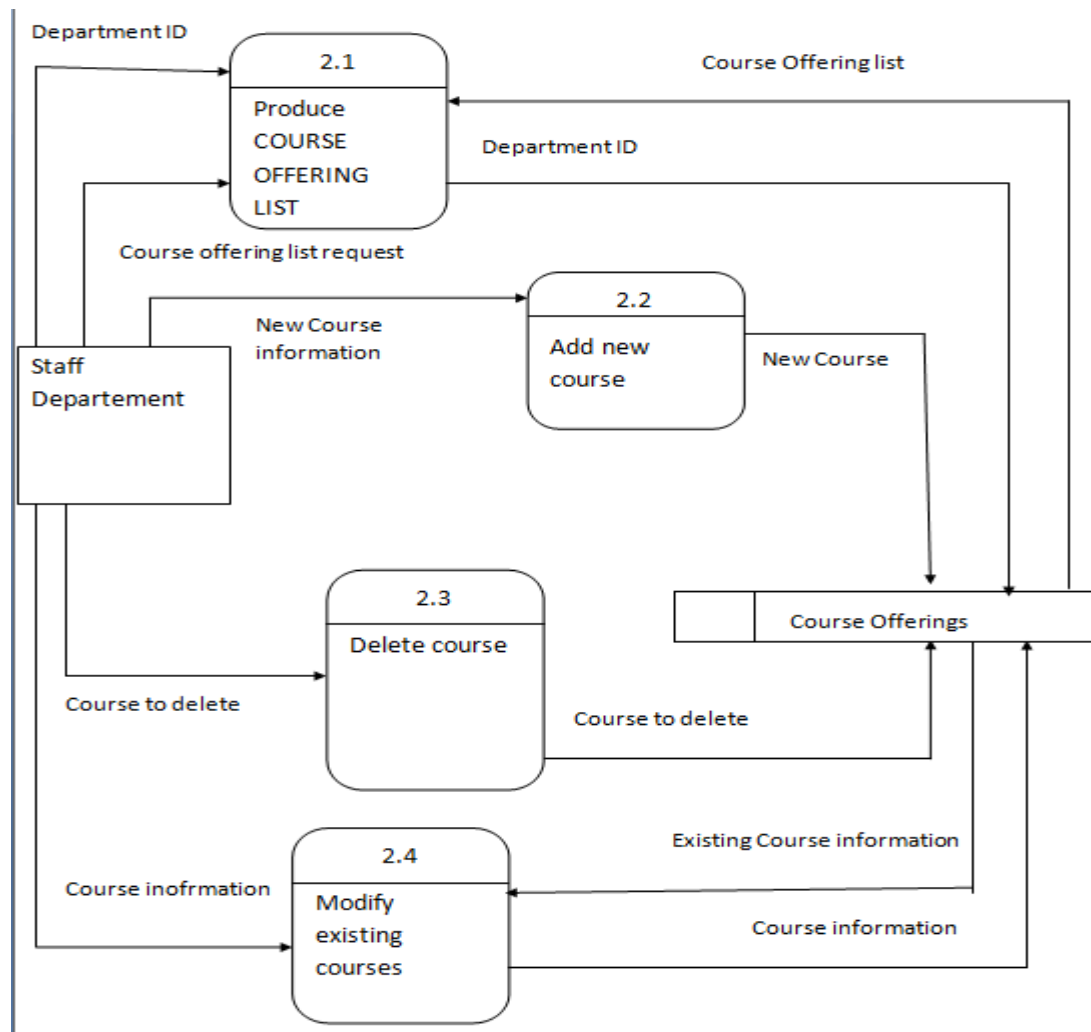 Department ID
2.1
Produce
COURSE
OFFERING
LIST
Course Offering list
Department ID
Course offering list request
2.2
Add new
course
New Course
information
New Course
Staff
Departement
2.3
Delete course
Course Offerings
Course to delete
Course to delete
2.4
Modify
existing
courses
Existing Course information
Course inofrmation
Course information